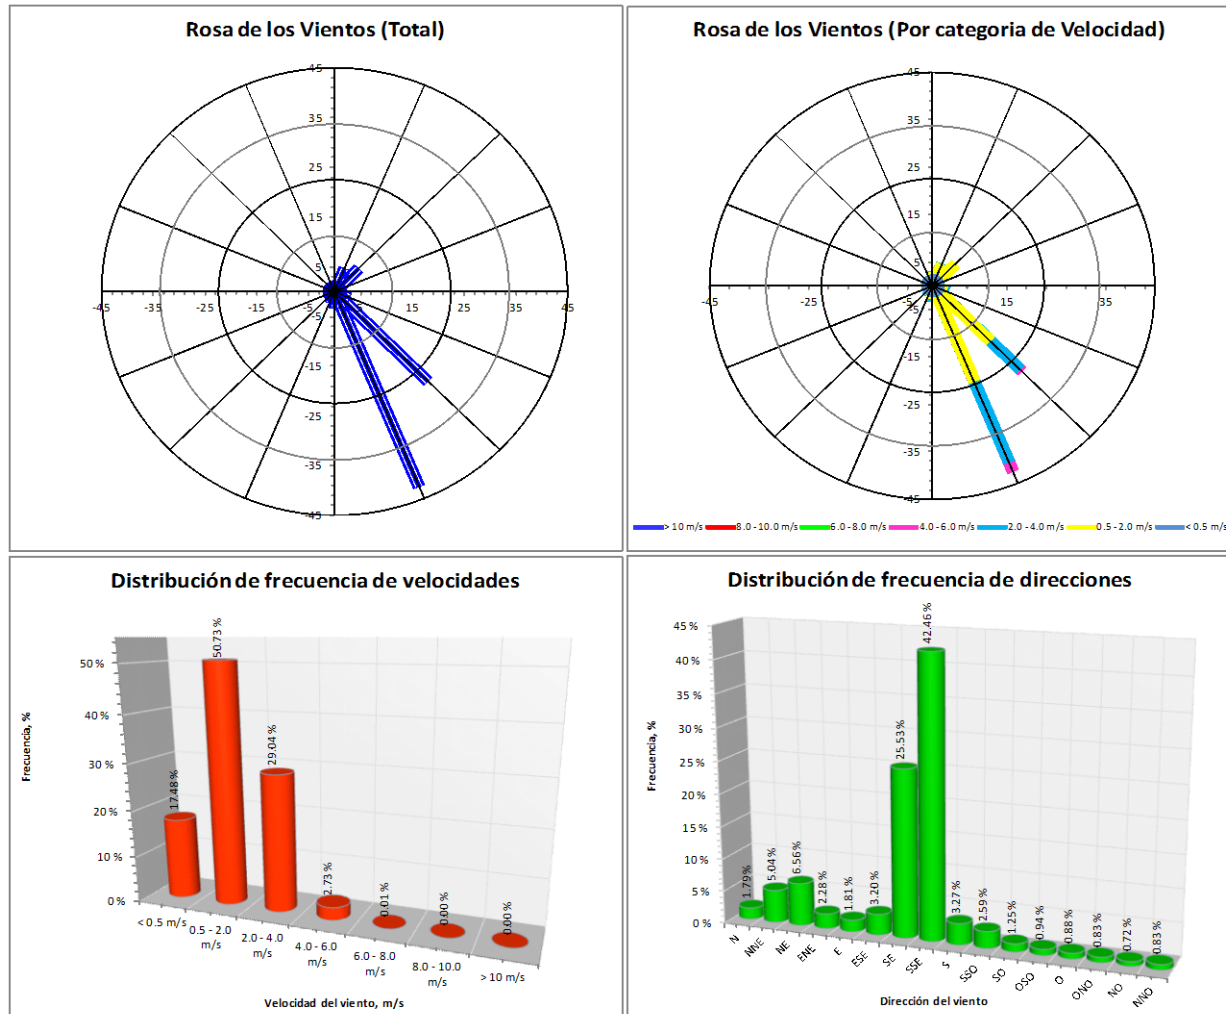 Rosa de los Vientos (Total)
45
35
25
15
5
-45
-35
-25
-15
-5
5
15
25
35
45
-5
-15
-25
-35
-45
Rosa de los Vientos (Por categoria de Velocidad)
45
35
25
15
5
-45
-25
-5
15
35
-5
-15
-25
-35
-45
> 10 m/s
8.0 - 10.0 m/s
6.0 - 8.0 m/s
4.0 - 6.0 m/s
2.0 - 4.0 m/s
0.5 - 2.0 m/s
< 0.5 m/s
Distribución de frecuencia de velocidades
Frecuencia, %
50 %
40 %
30 %
20 %
10 %
0 %
17.48 %
50.73 %
29.04 %
2.73 %
0.01 %
0.00 %
0.00 %
< 0.5 m/s
0.5 - 2.0
m/s
2.0 - 4.0
m/s
4.0 - 6.0
m/s
6.0 - 8.0
m/s
8.0 - 10.0
m/s
> 10 m/s
Velocidad del viento, m/s
Distribución de frecuencia de direcciones
Frecuencia, %
45 %
40 %
35 %
30 %
25 %
20 %
15 %
10 %
5 %
0 %
1.79 %
5.04 %
6.56 %
2.28 %
1.81 %
3.20 %
25.53 %
42.46 %
3.27 %
2.59 %
1.25 %
0.94 %
0.88 %
0.83 %
0.72 %
0.83 %
N
NNE
NE
ENE
E
ESE
SE
SSE
S
SSO
SO
OSO
O
ONO
NO
NNO
Dirección del viento